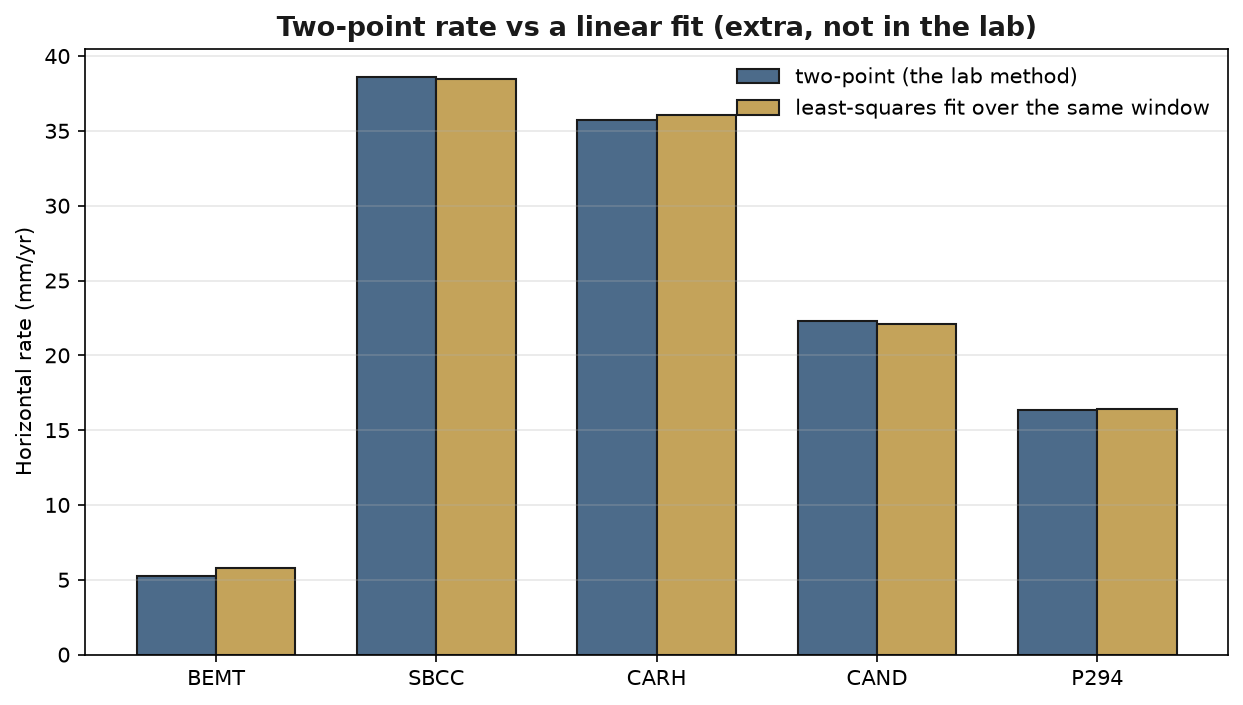 Two-point rate vs a linear fit (extra, not in the lab)
two-point (the lab method)
least-squares fit over the same window
Horizontal rate (mm/yr)
40
35
30
25
20
15
10
5
0
BEMT SBCC CARH CAND P294